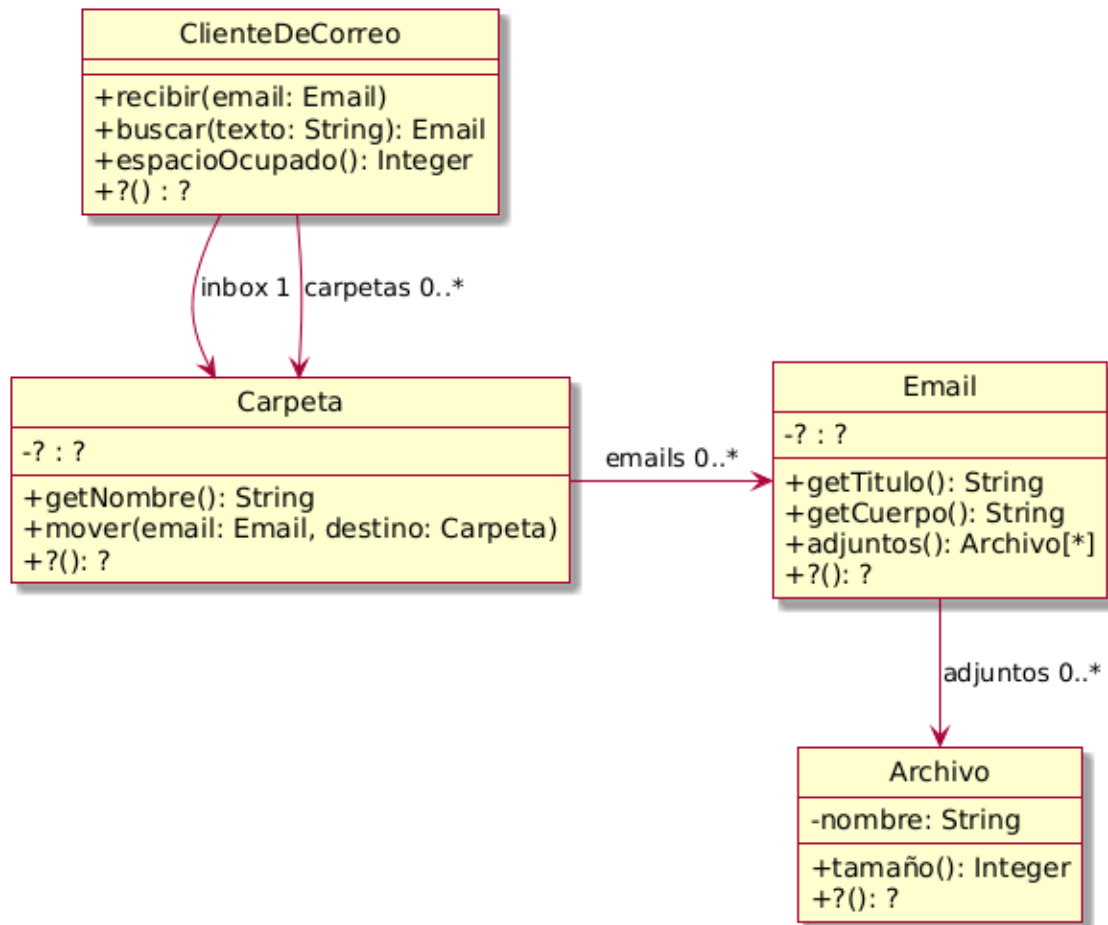 ClienteDeCorreo
+recibir(email: Email)
+buscar(texto: String): Email
+espacioOcupado(): Integer
+?() : ?
inbox 1
carpetas 0..*
Carpeta
-? : ?
+getNombre(): String
+mover(email: Email, destino: Carpeta)
+?(): ?
emails 0..*
Email
-? : ?
+getTitulo(): String
+getCuerpo(): String
+adjuntos(): Archivo[*]
+?(): ?
adjuntos 0..*
Archivo
-nombre: String
+tamaño(): Integer
+?(): ?